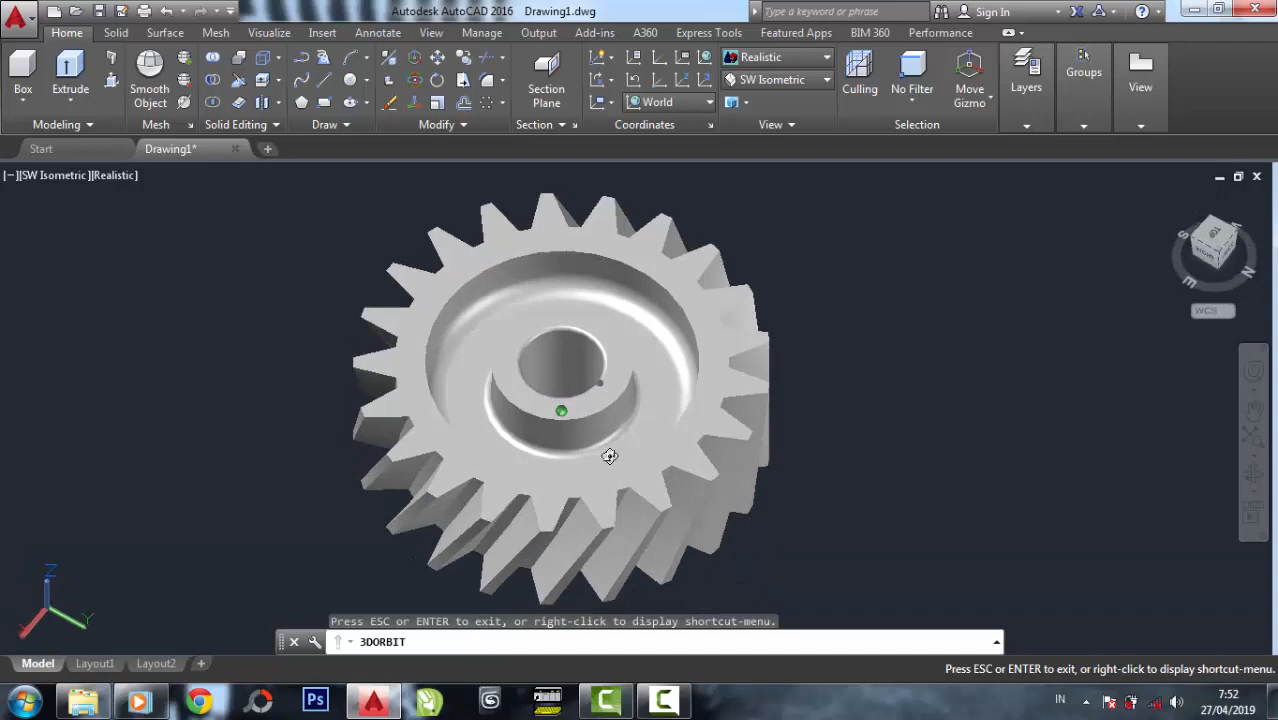 Autodesk AutoCAD 2016 Drawing1.dwg
Type a keyword or phrase
Sign In
Home Solid Surface Mesh Visualize Insert Annotate View Manage Output Add-ins A360 Express Tools Featured Apps BIM 360 Performance
Box
Extrude
Smooth
Object
Section
Plane
World
Realistic
SW Isometric
Culling
No Filter
Move
Gizmo
Layers
Groups
View
Modeling Mesh Solid Editing Draw Modify Section Coordinates View Selection
Start Drawing1*
[−][SW Isometric][Realistic]
TOP
S
E
N
WCS
Z
Y
X
Press ESC or ENTER to exit, or right-click to display shortcut-menu.
3DORBIT
Model Layout1 Layout2
Press ESC or ENTER to exit, or right-click to display shortcut-menu.
Ps
IN
7:52
27/04/2019